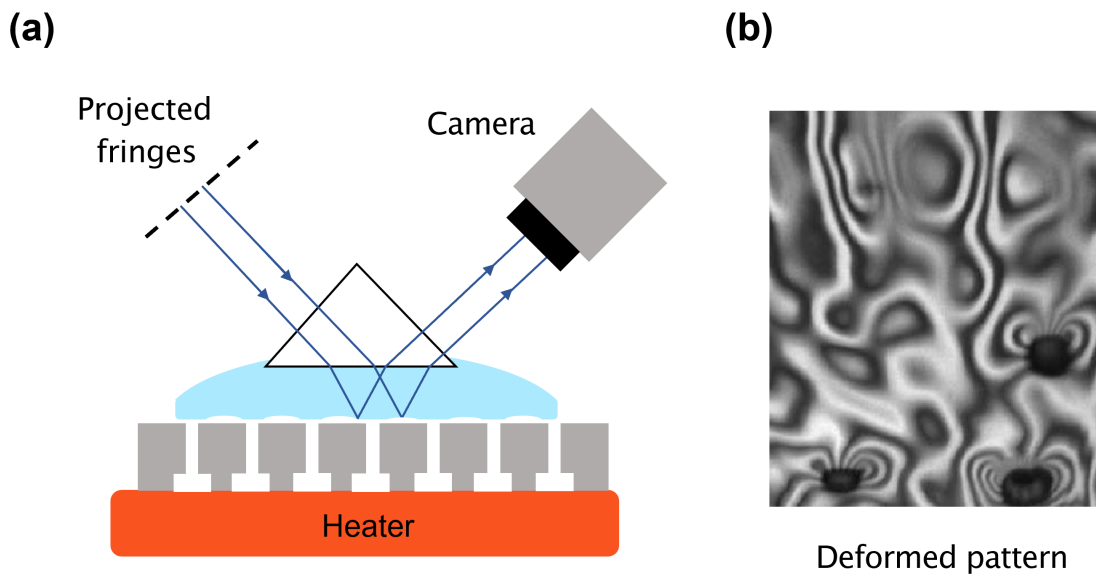 (a)
Projected
fringes
Camera
Heater
(b)
Deformed pattern